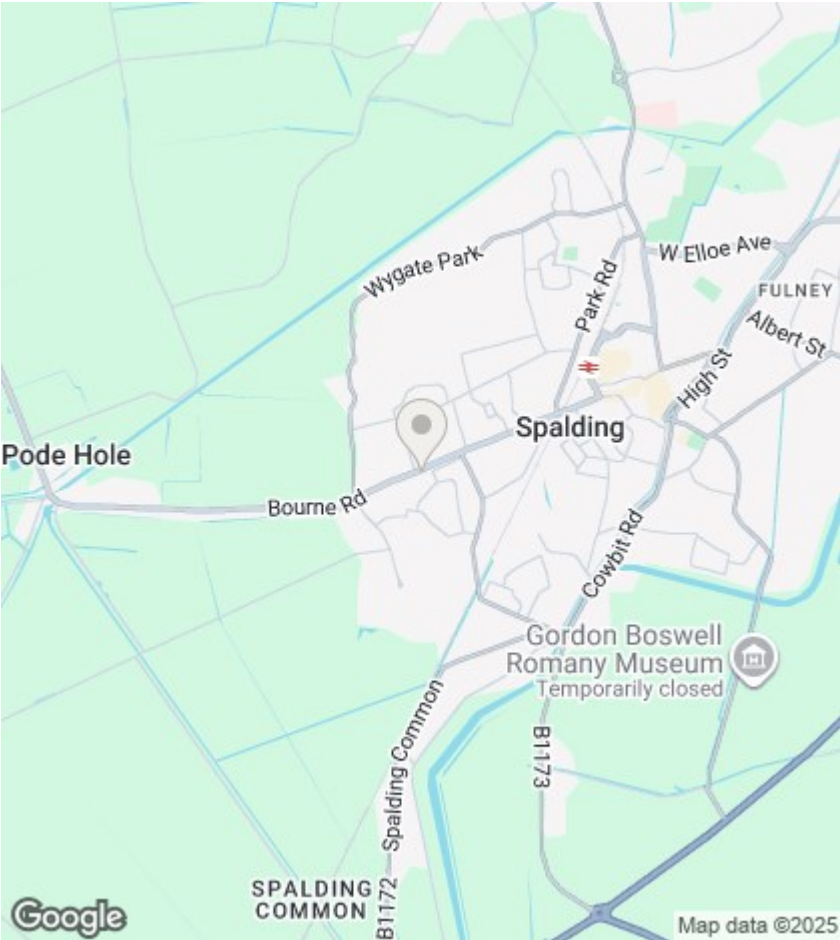 W Elloe Ave
Wygate Park
Park Rd
FULNEY
Albert St
High St
Spalding
Pode Hole
Bourne Rd
Cowbit Rd
Gordon Boswell
Romany Museum
Temporarily closed
Spalding Common
B1173
SPALDING
COMMON
B1172
Google
Map data ©2025